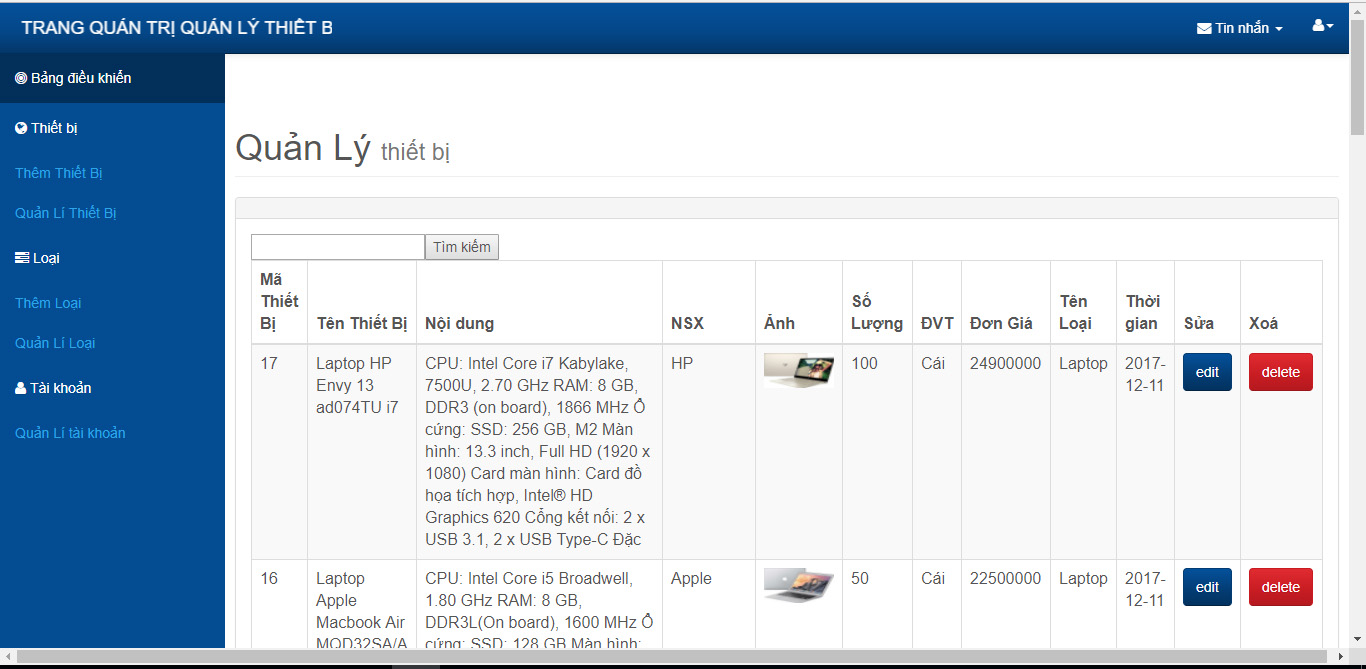 TRANG QUẢN TRỊ QUẢN LÝ THIẾT B
Tin nhắn
Bảng điều khiển
Thiết bị
Thêm Thiết Bị
Quản Lí Thiết Bị
Loại
Thêm Loại
Quản Lí Loại
Tài khoản
Quản Lí tài khoản
Quản Lý thiết bị
Tìm kiếm
Mã
Thiết
Bị
Tên Thiết Bị
Nội dung
NSX
Ảnh
Số
Lượng
ĐVT
Đơn Giá
Tên
Loại
Thời
gian
Sửa
Xoá
17
Laptop HP
Envy 13
ad074TU i7
CPU: Intel Core i7 Kabylake,
7500U, 2.70 GHz RAM: 8 GB,
DDR3 (on board), 1866 MHz Ổ
cứng: SSD: 256 GB, M2 Màn
hình: 13.3 inch, Full HD (1920 x
1080) Card màn hình: Card đồ
họa tích hợp, Intel® HD
Graphics 620 Cổng kết nối: 2 x
USB 3.1, 2 x USB Type-C Đặc
HP
100
Cái
24900000
Laptop
2017-
12-11
edit
delete
16
Laptop
Apple
Macbook Air
MQD32SA/A
CPU: Intel Core i5 Broadwell,
1.80 GHz RAM: 8 GB,
DDR3L(On board), 1600 MHz Ổ
cứng: SSD: 128 GB Màn hình:
Apple
50
Cái
22500000
Laptop
2017-
12-11
edit
delete